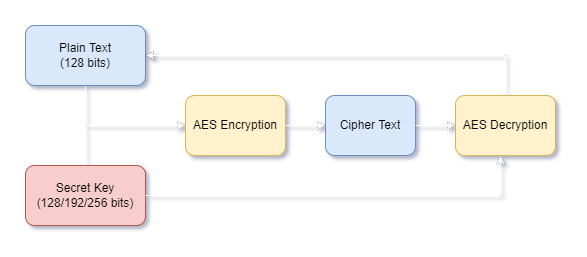 Plain Text
(128 bits)
AES Encryption
Cipher Text
AES Decryption
Secret Key
(128/192/256 bits)